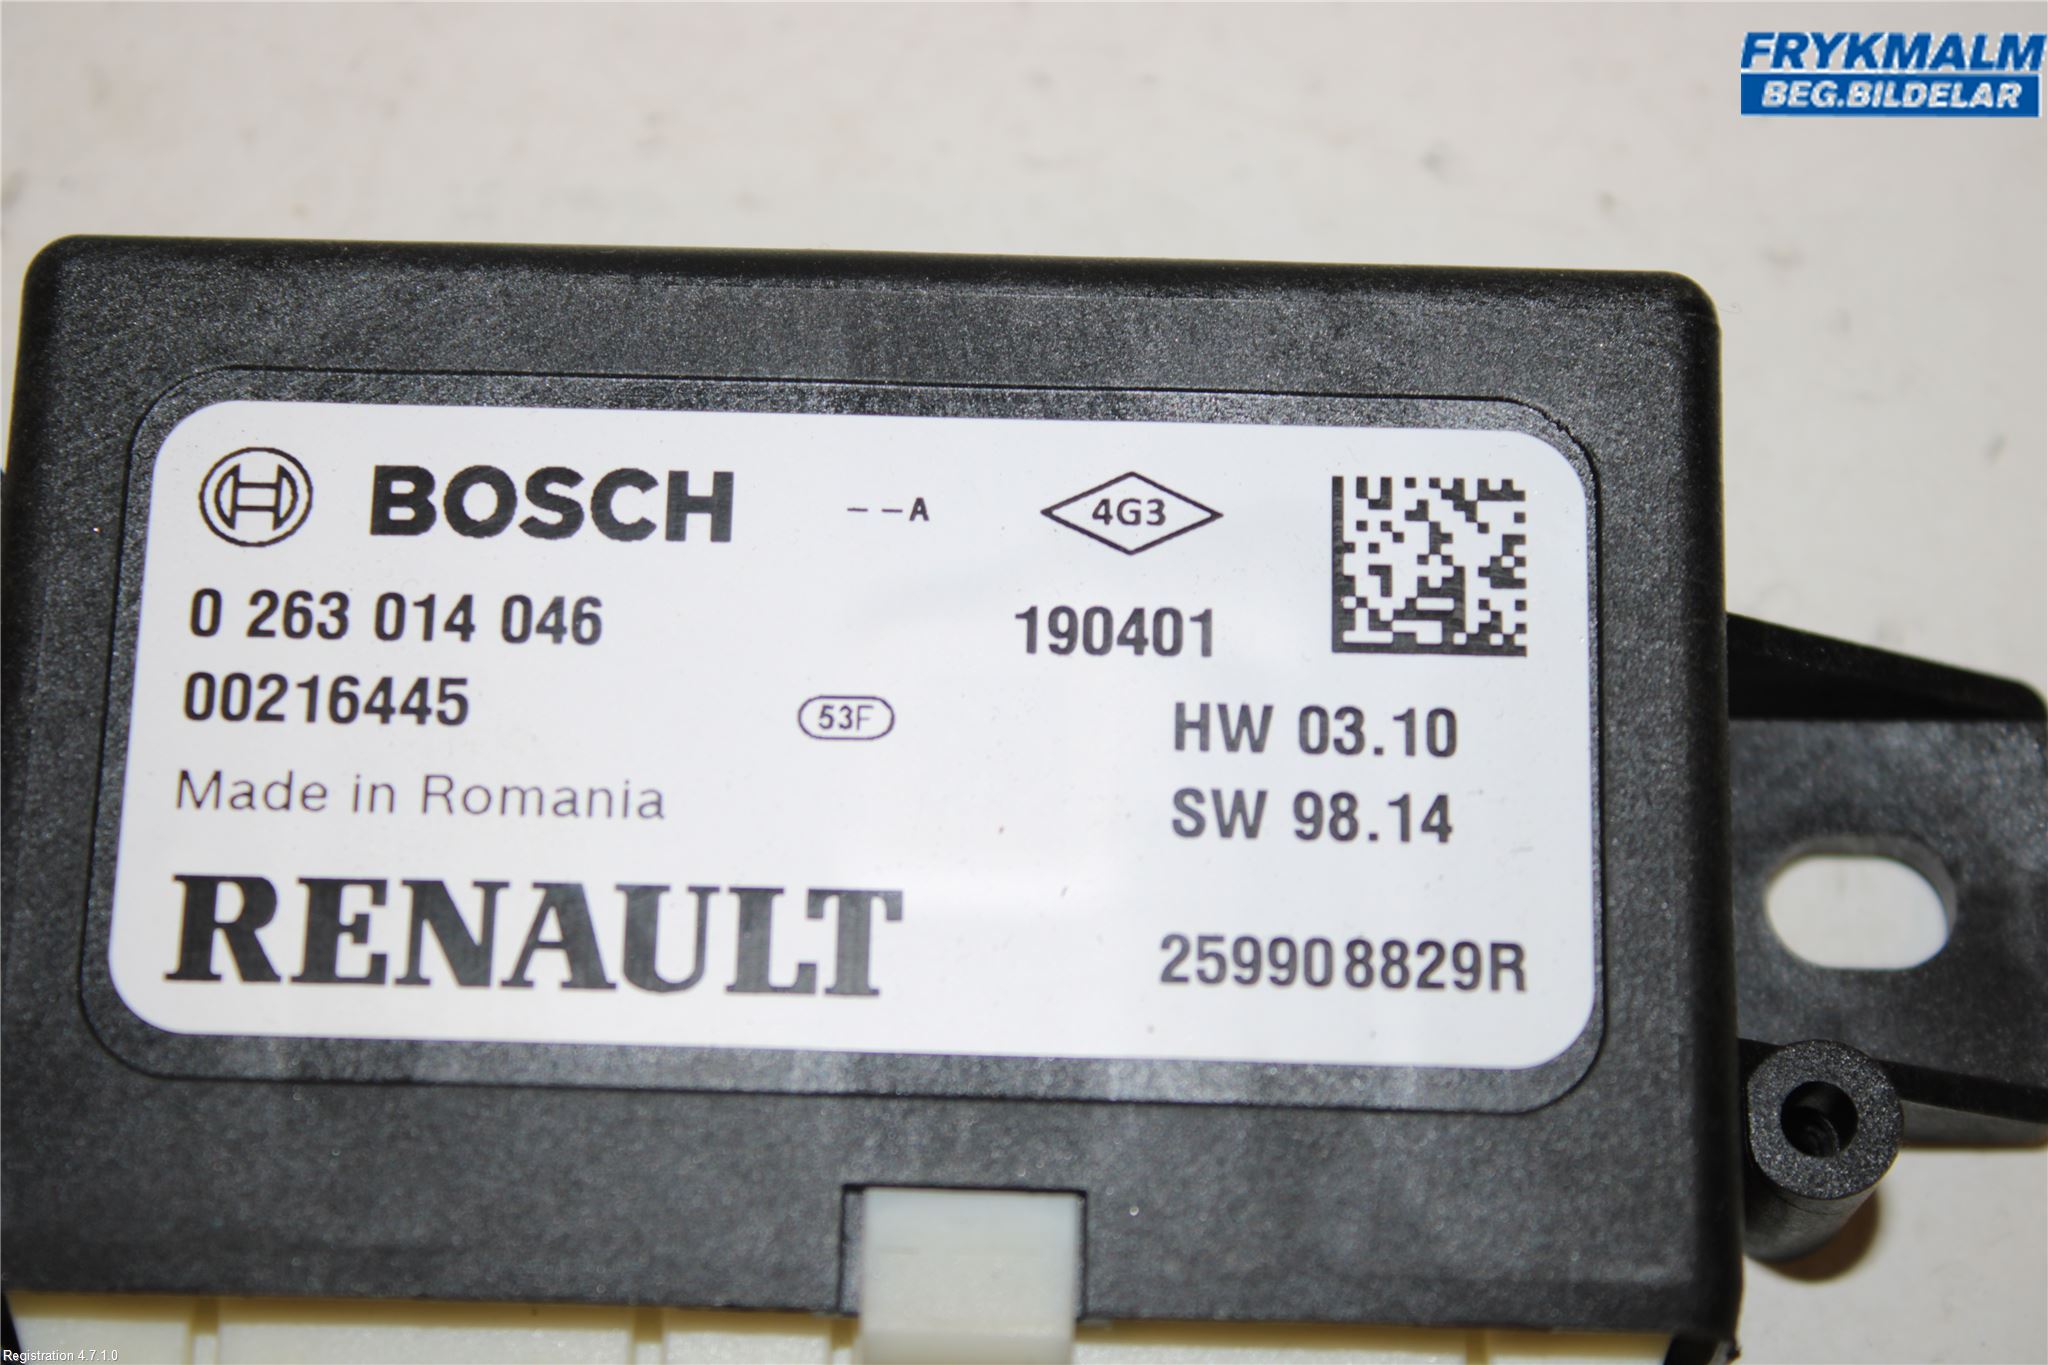 FRYKMALM
BEG.BILDELAR
BOSCH --A 4G3
0 263 014 046 190401
00216445 53F HW 03.10
Made in Romania SW 98.14
RENAULT 259908829R
Registration 4.7.1.0